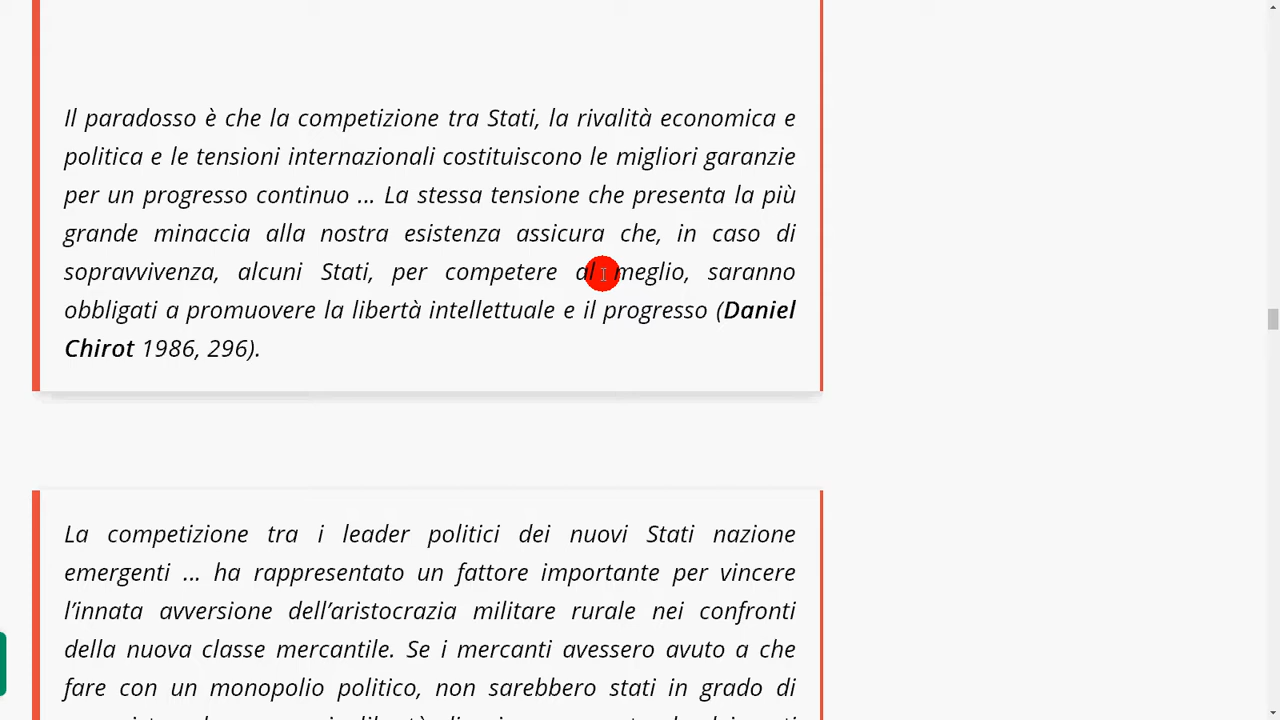 Il paradosso è che la competizione tra Stati, la rivalità economica e
politica e le tensioni internazionali costituiscono le migliori garanzie
per un progresso continuo ... La stessa tensione che presenta la più
grande minaccia alla nostra esistenza assicura che, in caso di
sopravvivenza, alcuni Stati, per competere al meglio, saranno
obbligati a promuovere la libertà intellettuale e il progresso (Daniel
Chirot 1986, 296).
La competizione tra i leader politici dei nuovi Stati nazione
emergenti ... ha rappresentato un fattore importante per vincere
l’innata avversione dell’aristocrazia militare rurale nei confronti
della nuova classe mercantile. Se i mercanti avessero avuto a che
fare con un monopolio politico, non sarebbero stati in grado di